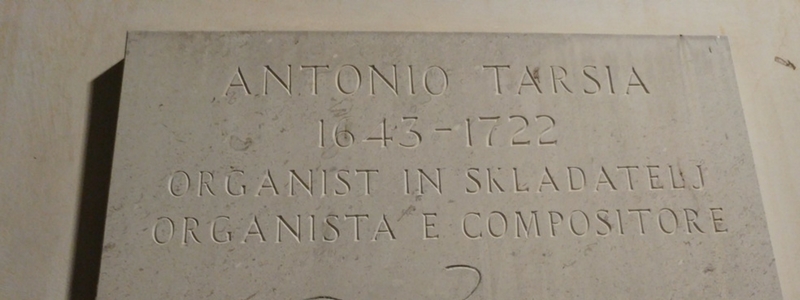 ANTONIO TARSIA
1643-1722
ORGANIST IN SKLADATELJ
ORGANISTA E COMPOSITORE